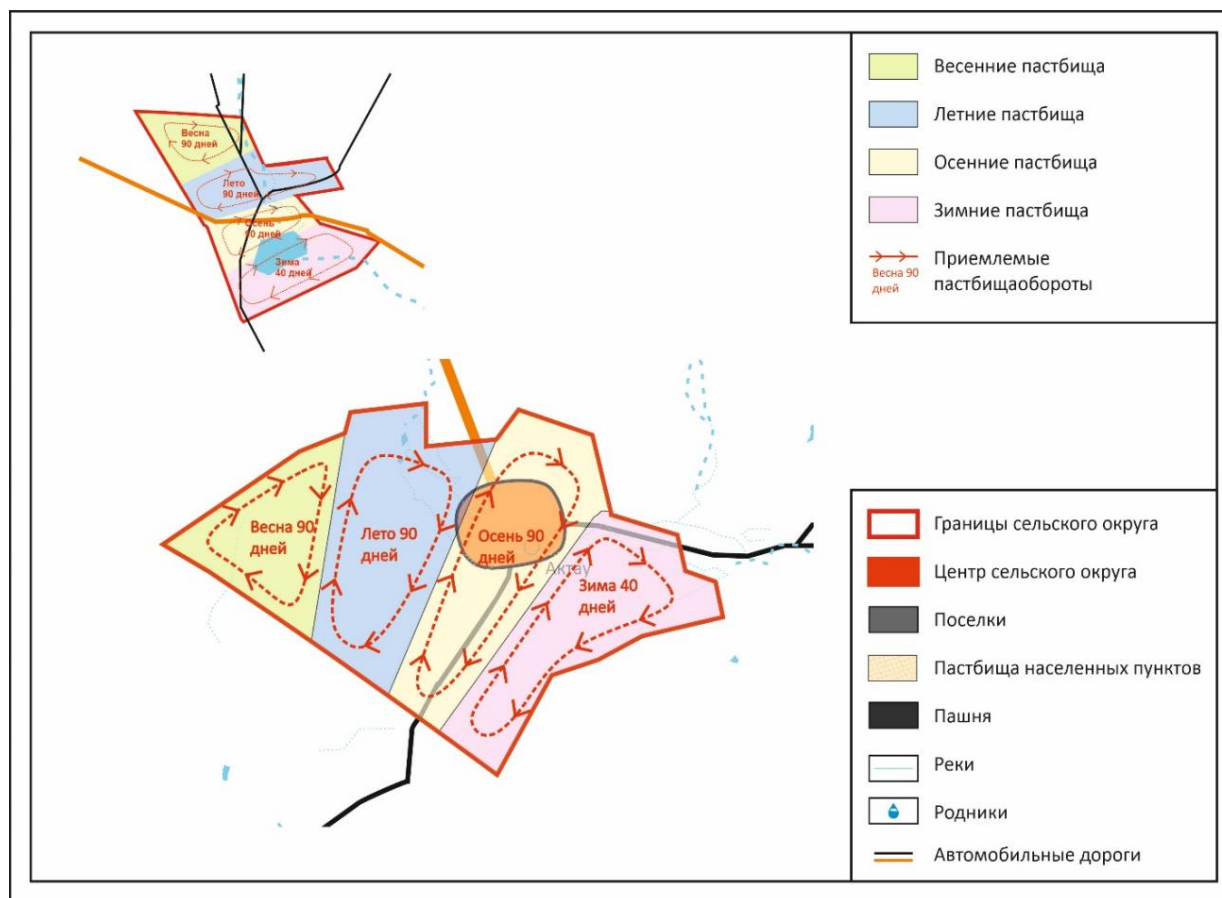 Весна
90 дней
Лето
90 дней
Осень
90 дней
Зима
40 дней
Весна 90
дней
Лето 90
дней
Осень 90
дней
Актау
Зима 40
дней
Весенние пастбища
Летние пастбища
Осенние пастбища
Зимние пастбища
Весна 90
дней
Приемлемые
пастбищаобороты
Границы сельского округа
Центр сельского округа
Поселки
Пастбища населенных пунктов
Пашня
Реки
Родники
Автомобильные дороги